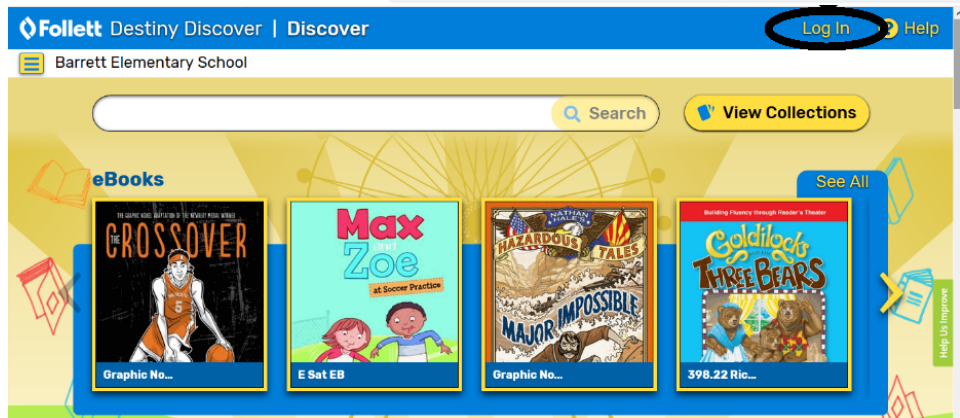 Follett Destiny Discover | Discover
Log In
? Help
Barrett Elementary School
Search
View Collections
eBooks
See All
THE GRAPHIC NOVEL ADAPTATION OF THE NEWBERY MEDAL WINNER
THE
CROSSOVER
Graphic No...
Max
and
Zoe
at Soccer Practice
E Sat EB
NATHAN
HALE'S
HAZARDOUS TALES
MAJOR IMPOSSIBLE
Graphic No...
Building Fluency through Reader's Theater
Goldilocks
THREE BEARS
398.22 Ric...
Help Us Improve